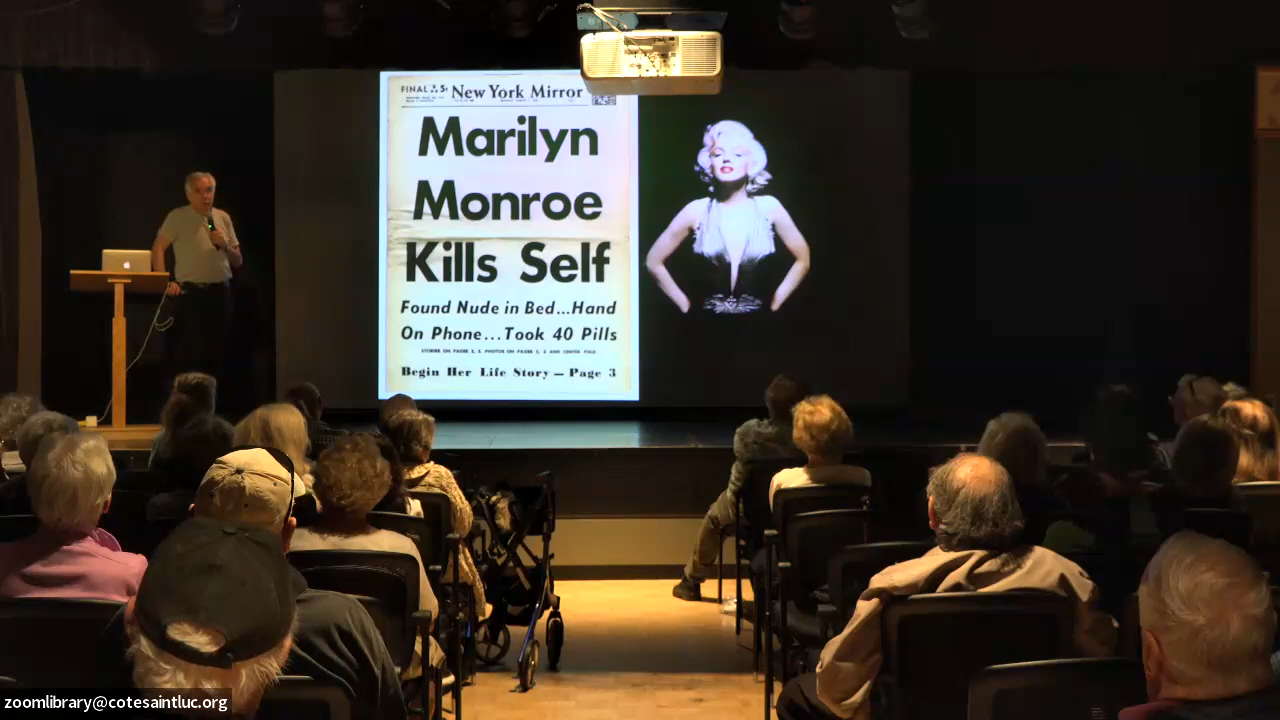 FINAL
New York Mirror
Marilyn
Monroe
Kills Self
Found Nude in Bed...Hand
On Phone...Took 40 Pills
Begin Her Life Story — Page 3
zoomlibrary@cotesaintluc.org